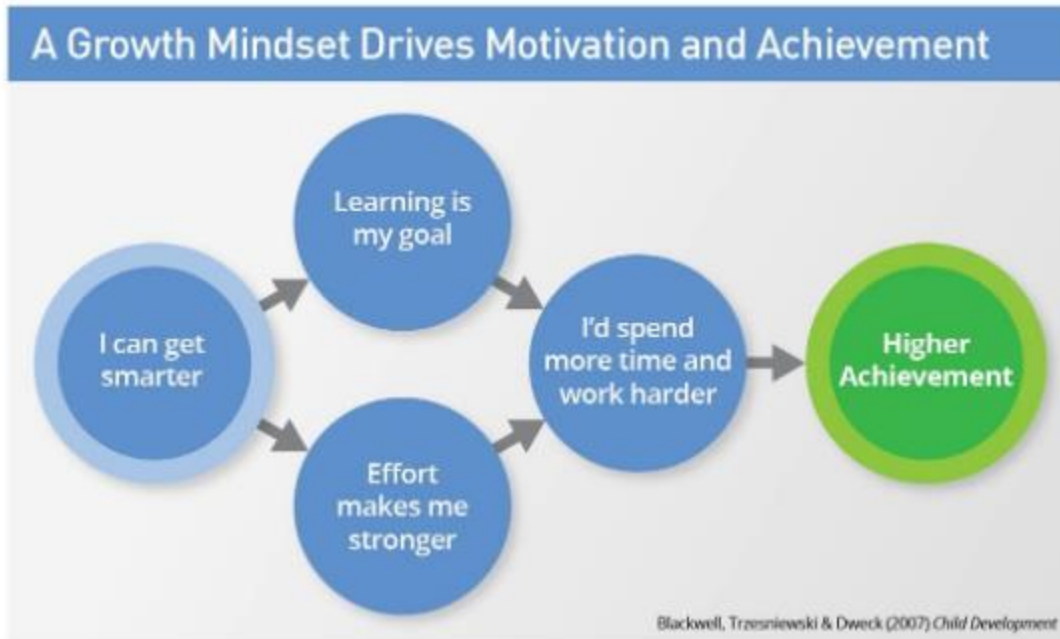 A Growth Mindset Drives Motivation and Achievement
I can get
smarter
Learning is
my goal
Effort
makes me
stronger
I'd spend
more time and
work harder
Higher
Achievement
Blackwell, Trzesniewski & Dweck (2007) Child Development